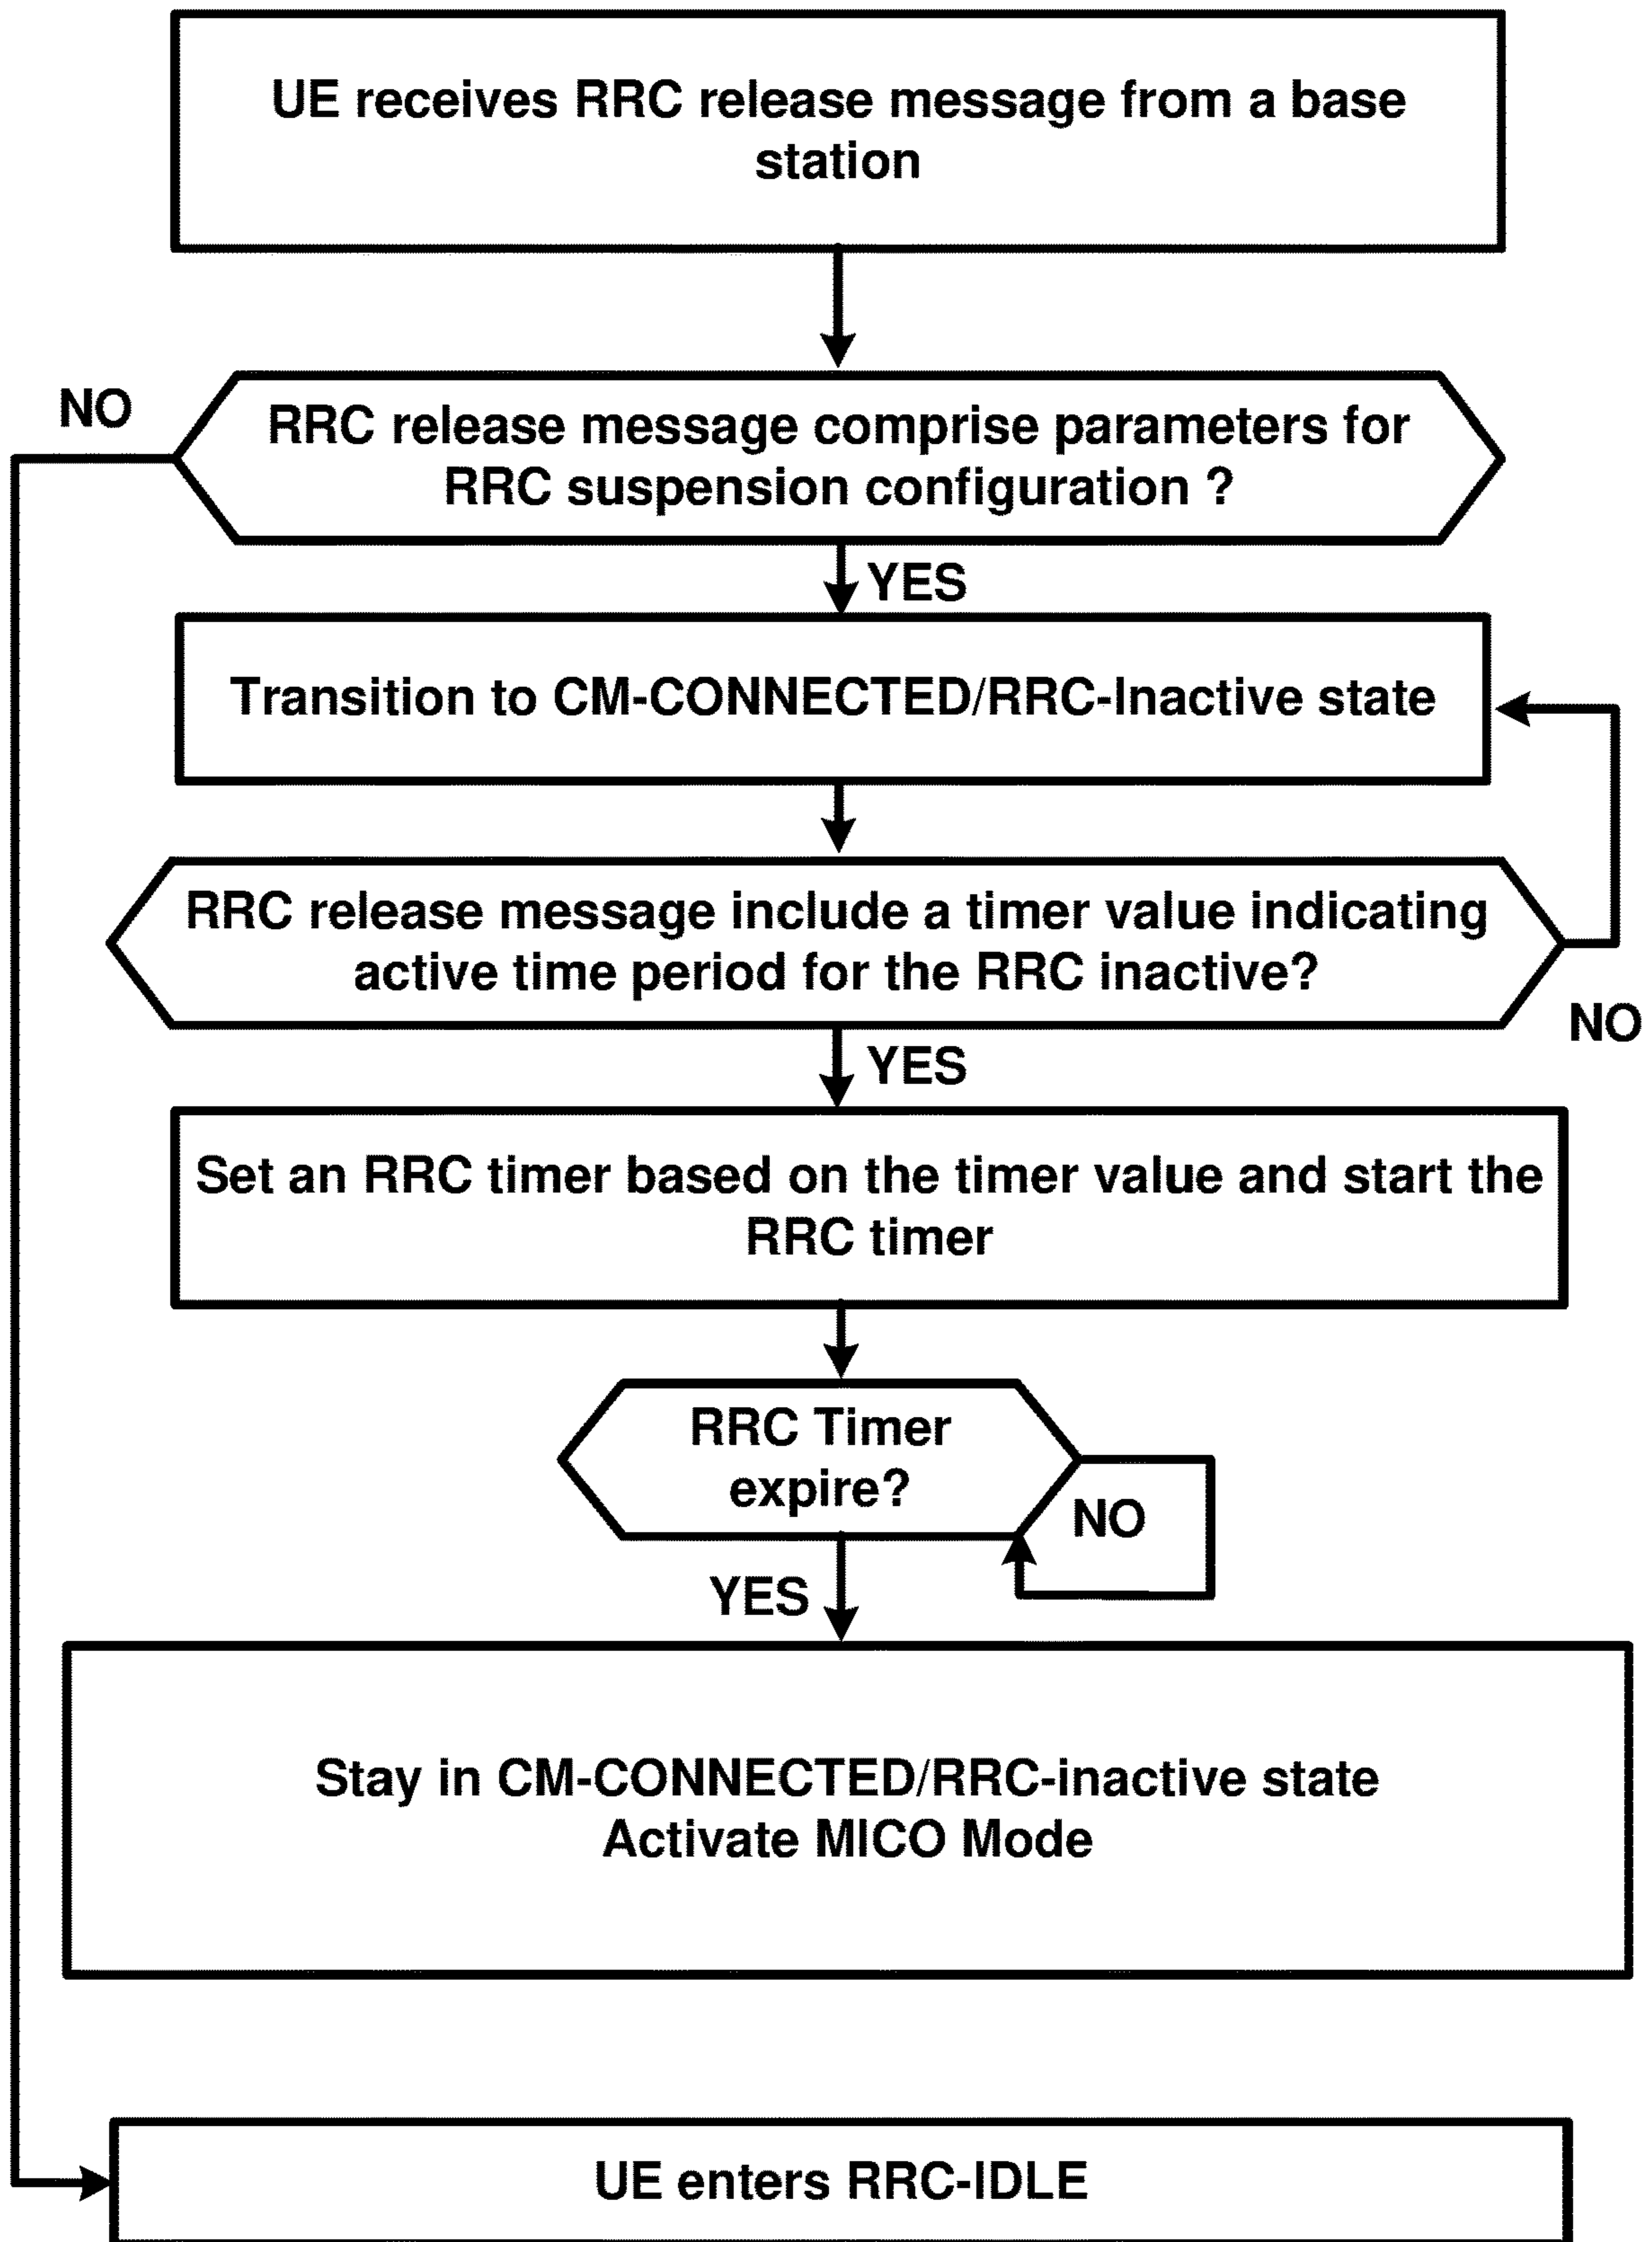 UE receives RRC release message from a base
station
NO
RRC release message comprise parameters for
RRC suspension configuration ?
YES
Transition to CM-CONNECTED/RRC-Inactive state
RRC release message include a timer value indicating
active time period for the RRC inactive?
NO
YES
Set an RRC timer based on the timer value and start the
RRC timer
RRC Timer
expire?
NO
YES
Stay in CM-CONNECTED/RRC-inactive state
Activate MICO Mode
UE enters RRC-IDLE